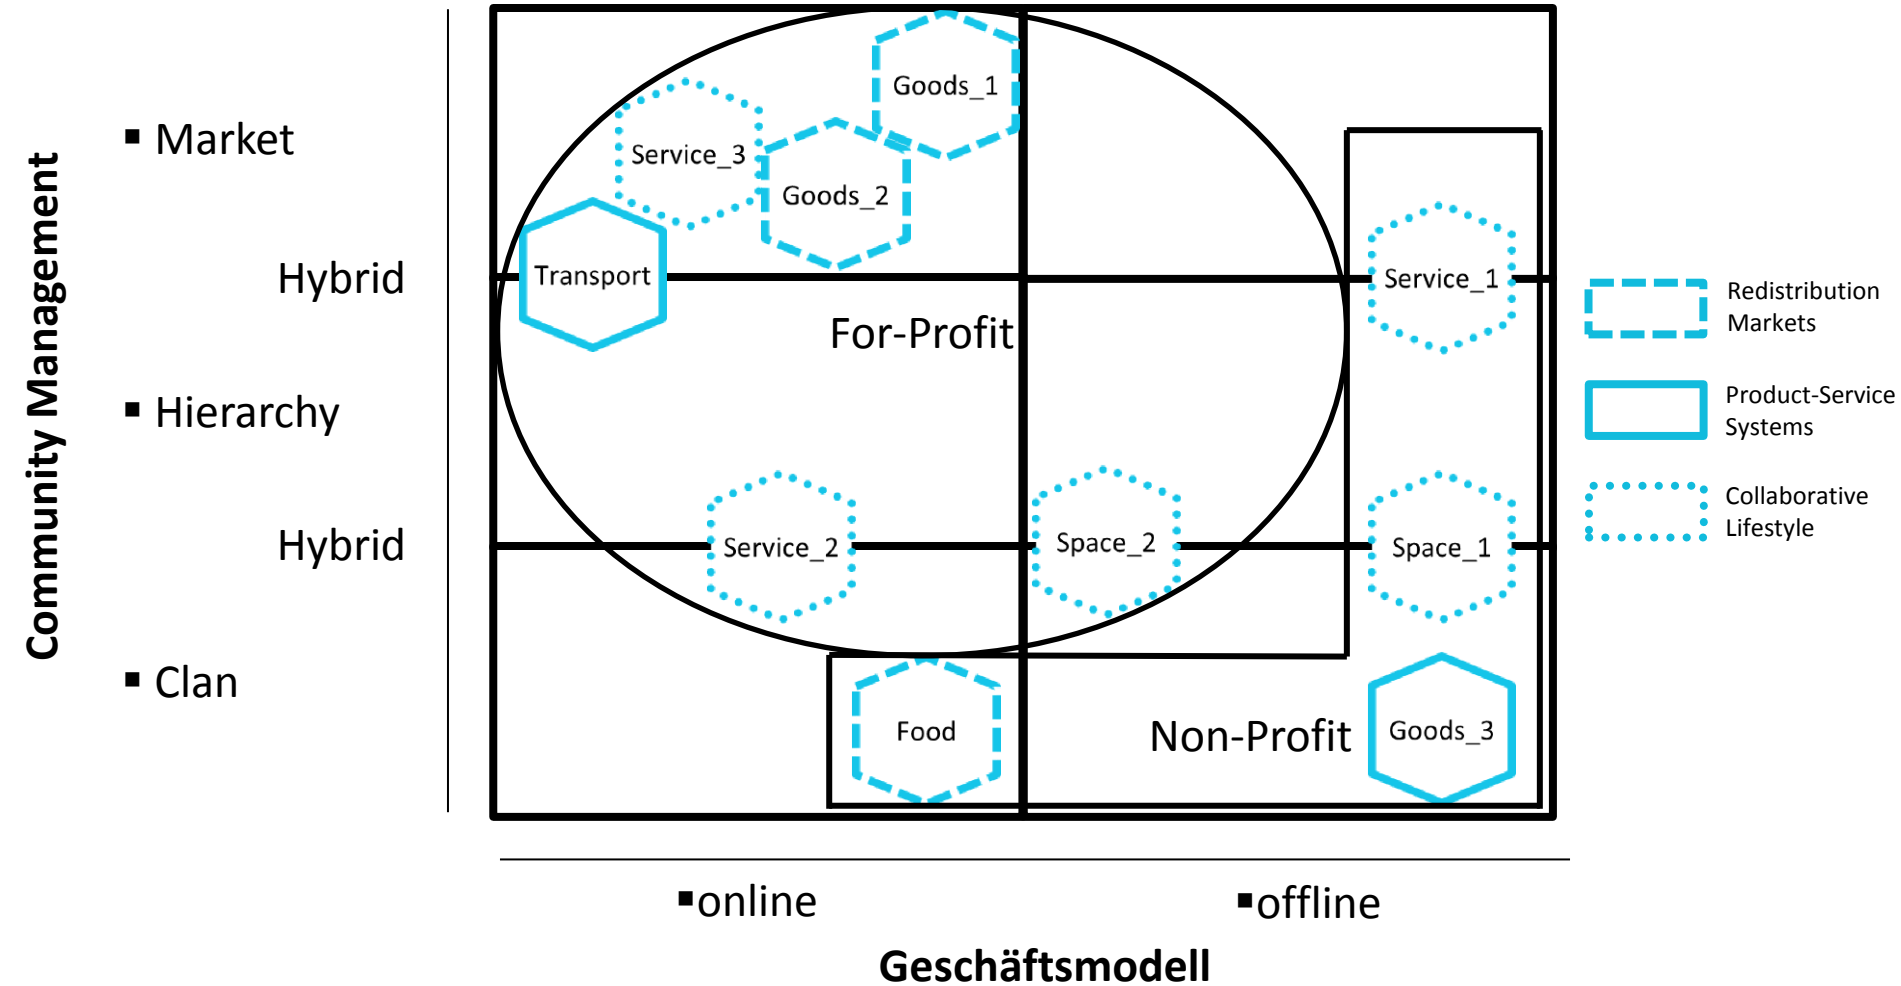 Community Management
▪ Market
Hybrid
▪ Hierarchy
Hybrid
▪ Clan
Goods_1
Service_3
Goods_2
Transport
Service_1
For-Profit
Service_2
Space_2
Space_1
Food
Non-Profit
Goods_3
Redistribution
Markets
Product-Service
Systems
Collaborative
Lifestyle
▪online
▪offline
Geschäftsmodell